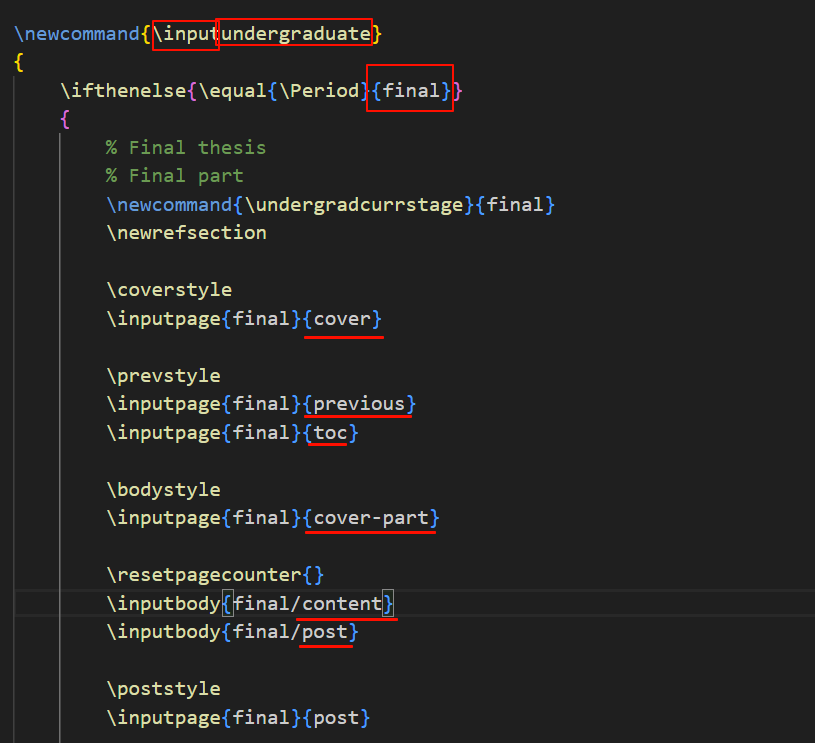 \newcommand{\inputundergraduate}
{
\ifthenelse{\equal{\Period}{final}}
{
% Final thesis
% Final part
\newcommand{\undergradcurrstage}{final}
\newrefsection
\coverstyle
\inputpage{final}{cover}
\prevstyle
\inputpage{final}{previous}
\inputpage{final}{toc}
\bodystyle
\inputpage{final}{cover-part}
\resetpagecounter{}
\inputbody{final/content}
\inputbody{final/post}
\poststyle
\inputpage{final}{post}